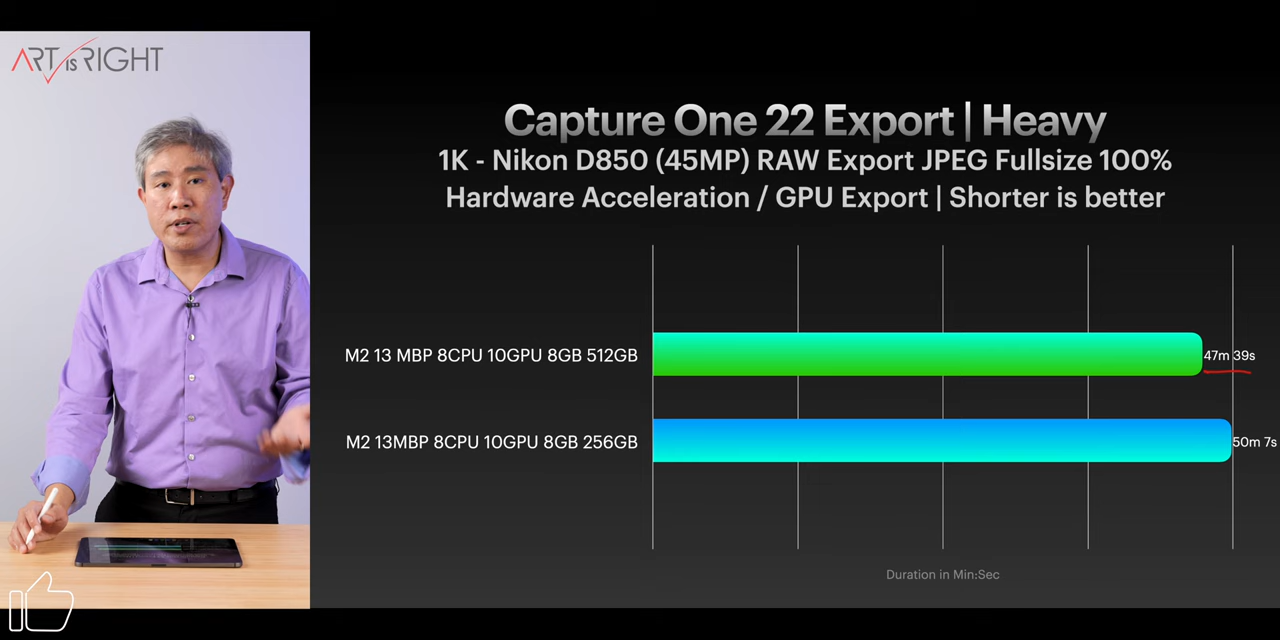 ART IS RIGHT
Capture One 22 Export | Heavy
1K - Nikon D850 (45MP) RAW Export JPEG Fullsize 100%
Hardware Acceleration / GPU Export | Shorter is better
M2 13 MBP 8CPU 10GPU 8GB 512GB
47m 39s
M2 13MBP 8CPU 10GPU 8GB 256GB
50m 7s
Duration in Min:Sec